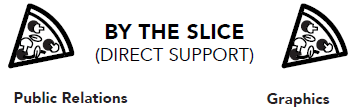 BY THE SLICE
(DIRECT SUPPORT)
Public Relations
Graphics